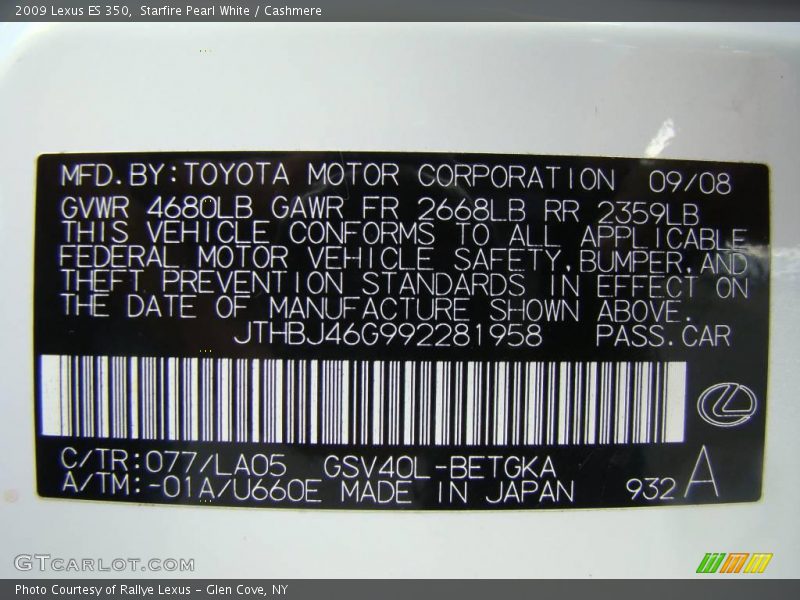 2009 Lexus ES 350, Starfire Pearl White / Cashmere
MFD.BY:TOYOTA MOTOR CORPORATION 09/08
GVWR 4680LB GAWR FR 2668LB RR 2359LB
THIS VEHICLE CONFORMS TO ALL APPLICABLE
FEDERAL MOTOR VEHICLE SAFETY,BUMPER,AND
THEFT PREVENTION STANDARDS IN EFFECT ON
THE DATE OF MANUFACTURE SHOWN ABOVE.
JTHBJ46G992281958 PASS.CAR
C/TR:077/LA05 GSV40L-BETGKA
A/TM:-01A/U660E MADE IN JAPAN 932 A
GTCARLOT.COM
Photo Courtesy of Rallye Lexus - Glen Cove, NY